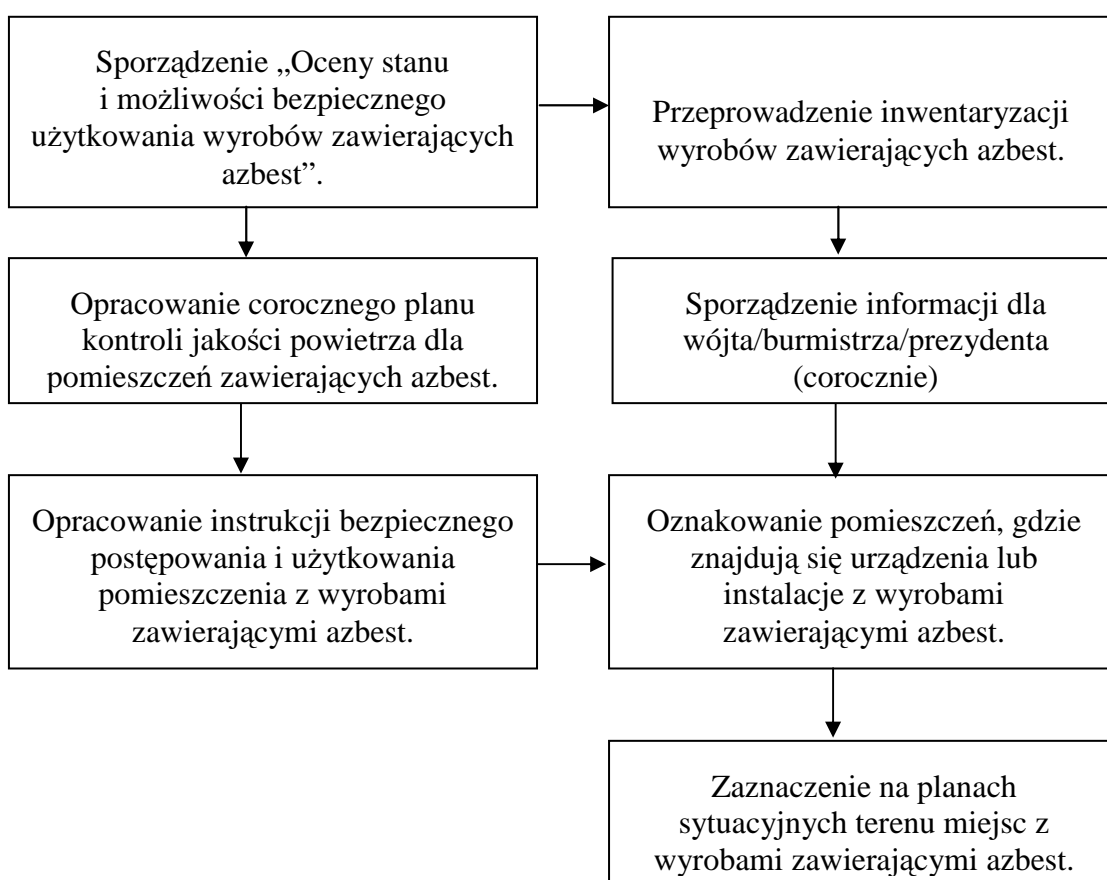 Sporządzenie „Oceny stanu
i możliwości bezpiecznego
użytkowania wyrobów zawierających
azbest”.
Przeprowadzenie inwentaryzacji
wyrobów zawierających azbest.
Opracowanie corocznego planu
kontroli jakości powietrza dla
pomieszczeń zawierających azbest.
Sporządzenie informacji dla
wójta/burmistrza/prezydenta
(corocznie)
Opracowanie instrukcji bezpiecznego
postępowania i użytkowania
pomieszczenia z wyrobami
zawierającymi azbest.
Oznakowanie pomieszczeń, gdzie
znajdują się urządzenia lub
instalacje z wyrobami
zawierającymi azbest.
Zaznaczenie na planach
sytuacyjnych terenu miejsc z
wyrobami zawierającymi azbest.